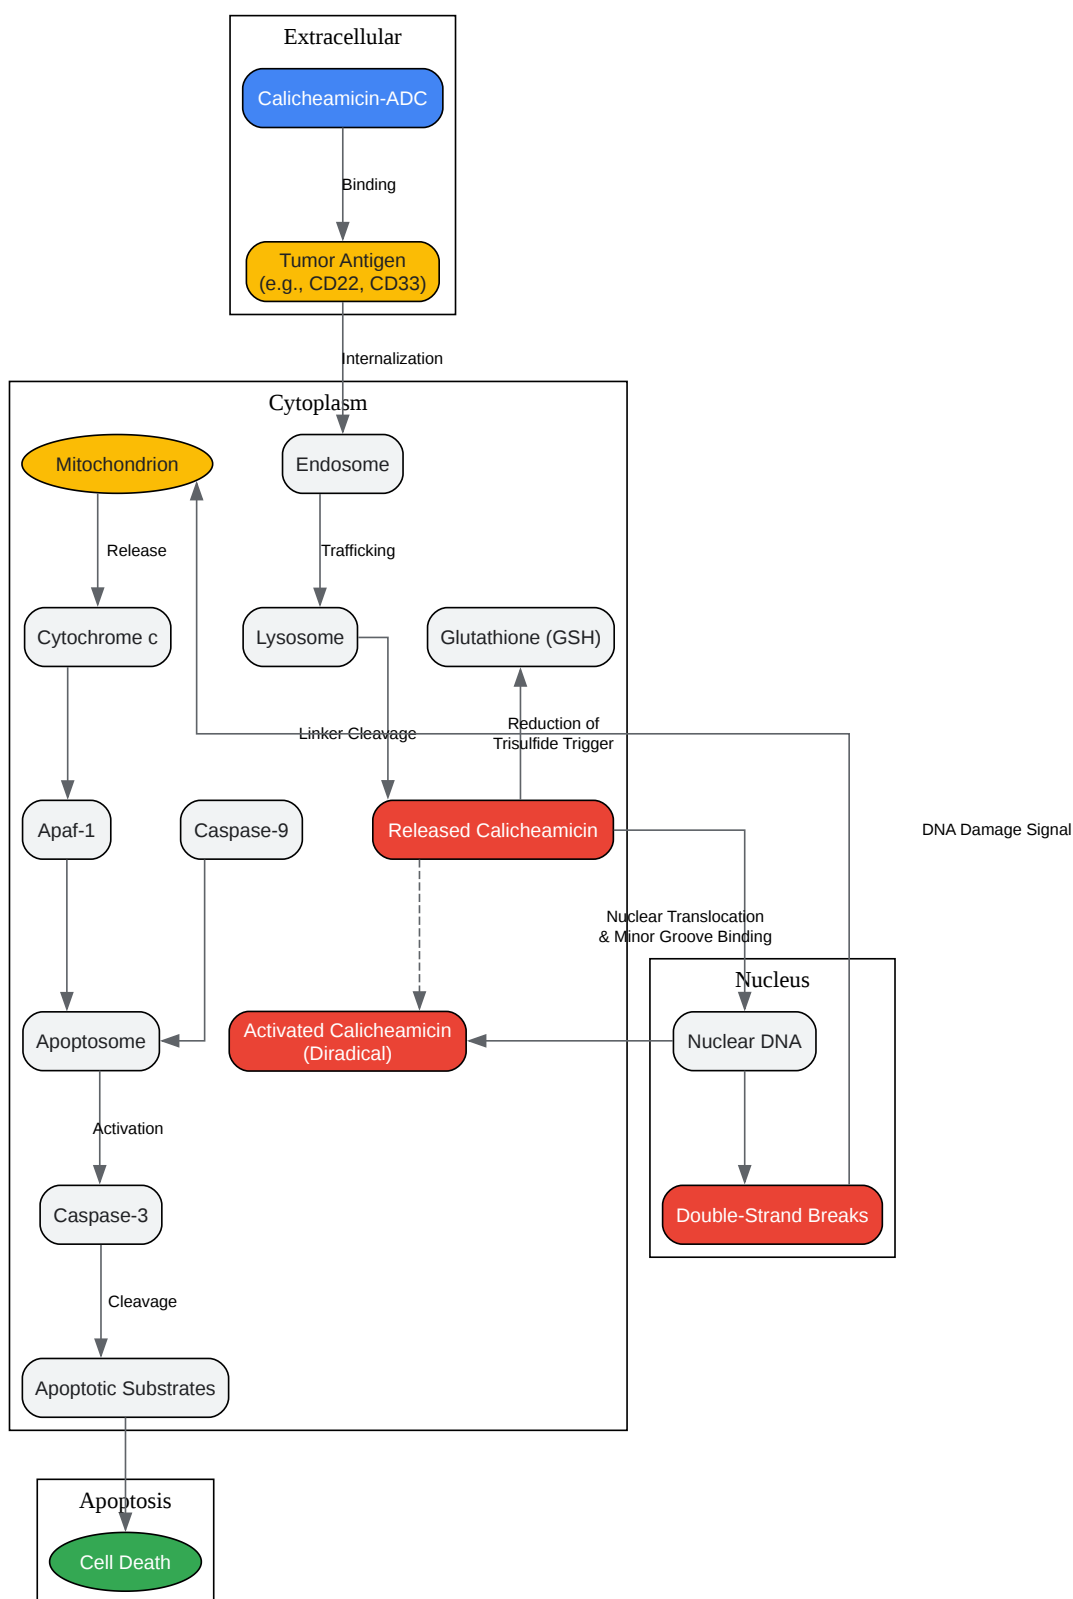 Extracellular
Calicheamicin-ADC
Binding
Tumor Antigen
(e.g., CD22, CD33)
Internalization
Cytoplasm
Mitochondrion
Endosome
Release
Trafficking
Cytochrome c
Lysosome
Glutathione (GSH)
Linker Cleavage
Reduction of
Trisulfide Trigger
Apaf-1
Caspase-9
Released Calicheamicin
DNA Damage Signal
Nuclear Translocation
& Minor Groove Binding
Nucleus
Apoptosome
Activated Calicheamicin
(Diradical)
Nuclear DNA
Activation
Caspase-3
Double-Strand Breaks
Cleavage
Apoptotic Substrates
Apoptosis
Cell Death